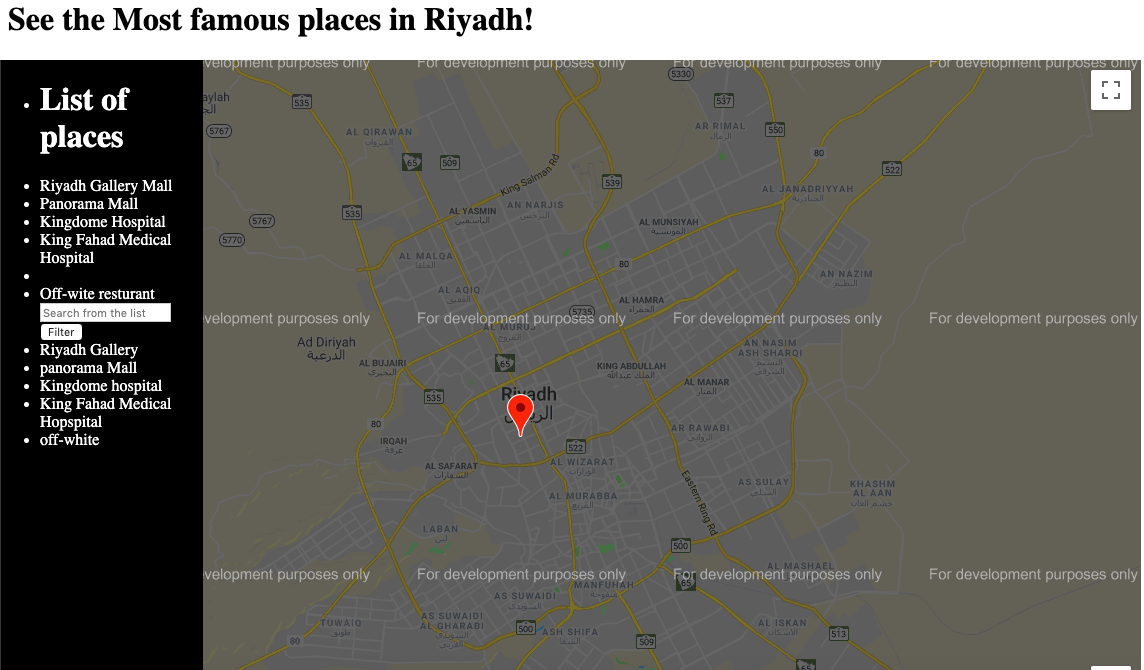 See the Most famous places in Riyadh!
List of
places
Riyadh Gallery Mall
Panorama Mall
Kingdome Hospital
King Fahad Medical
Hospital
Off-wite resturant
Search from the list
Filter
Riyadh Gallery
panorama Mall
Kingdome hospital
King Fahad Medical
Hopspital
off-white
velopment purposes only
For development purposes only
For development purposes only
5330
aylah
535
537
5767
AL QIRAWAN
القيروان
AR RIMAL
الرمال
550
65
509
80
522
King Salman Rd
539
AL JANADRIYYAH
الجنادرية
535
5767
AL YASMIN
الياسمين
AN NARJIS
النرجس
AL MUNSIYAH
المونسية
5770
AL MALQA
الملقا
80
AN NAZIM
النظيم
AL AQIQ
العقيق
AL HAMRA
الحمراء
5735
velopment purposes only
For development purposes only
For development purposes only
For development purposes only
AL MURUJ
المروج
Ad Diriyah
الدرعية
AN NASIM
ASH SHARQI
النسيم
الشرقي
AL BUJAIRI
البجيري
65
KING ABDULLAH
الملك عبدالله
AL MANAR
المنار
535
Riyadh
80
AR RAWABI
الروابي
IRQAH
عرقة
522
AL SAFARAT
السفارات
AL WIZARAT
الوزارات
AS SULAY
السلي
KHASHM
AL AAN
خشم العان
AL MURABBA
المربع
Eastern Ring Rd
LABAN
لبن
500
velopment purposes only
For development purposes only
For development purposes only
For development purposes only
AL MASHAEL
65
MANFUHAH
منفوحة
AS SUWAIDI
السويدي
AS SUWAIDI
AL GHARABI
السويدي
الغربي
TUWAIQ
طويق
500
ASH SHIFA
الشفا
AL ISKAN
الاسكان
513
80
509
65